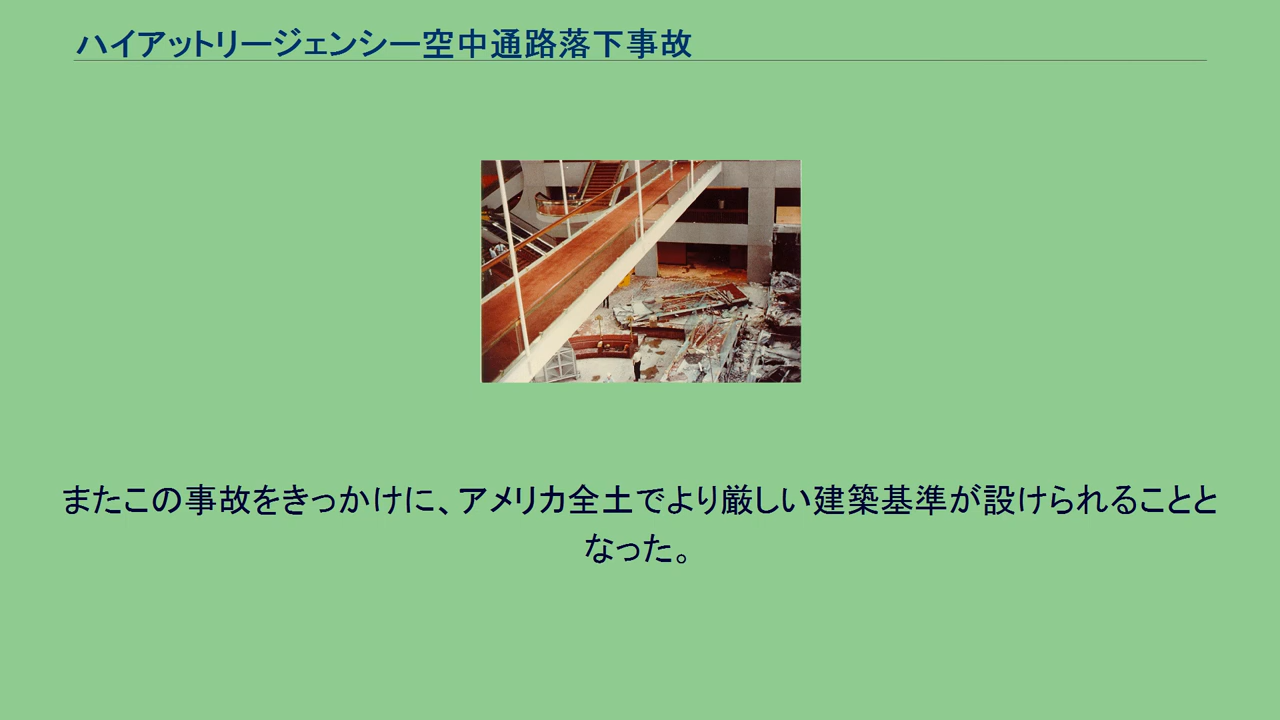 ハイアットリージェンシー空中通路落下事故
またこの事故をきっかけに、アメリカ全土でより厳しい建築基準が設けられることと
なった。